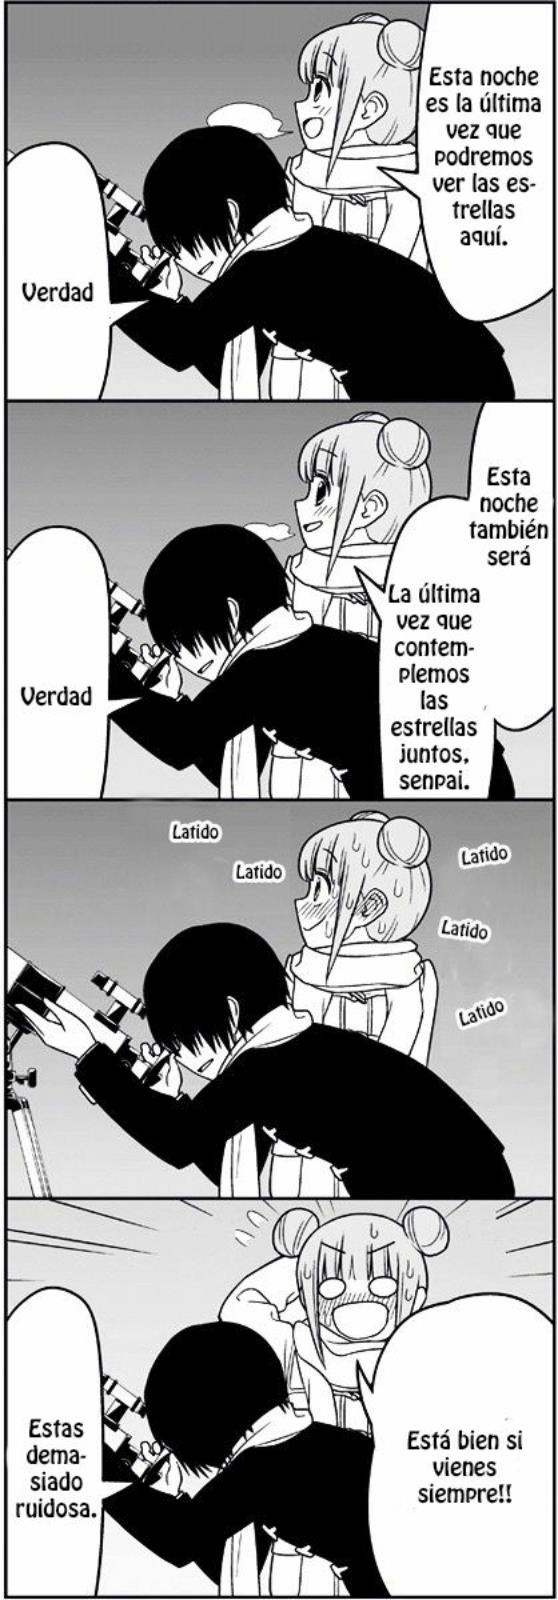 Esta noche
es la última
vez que
podremos
ver las es-
trellas
aquí.
Verdad
Esta
noche
también
será
La última
vez que
contem-
plemos
las
estrellas
juntos,
senpai.
Verdad
Latido
Latido
Latido
Latido
Latido
Está bien si
vienes
siempre!!
Estas
dema-
siado
ruidosa.